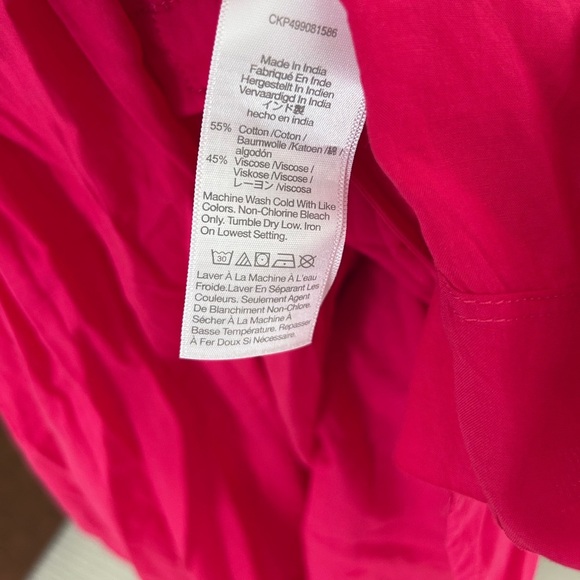 CKP499081586
Made in India
Fabriqué En Inde
Hergestellt In Indien
Vervaardigd In India
インド製
hecho en india
55% Cotton /Coton /
Baumwolle /Katoen /綿 /
algodón
45% Viscose /Viscose /
Viskose /Viscose /
レーヨン /viscosa
Machine Wash Cold With Like
Colors. Non-Chlorine Bleach
Only. Tumble Dry Low. Iron
On Lowest Setting.
30
Laver À La Machine À L'eau
Froide.Laver En Séparant Les
Couleurs. Seulement Agent
De Blanchiment Non-Chlore.
Sécher À La Machine À
Basse Température. Repasser
À Fer Doux Si Nécessaire.